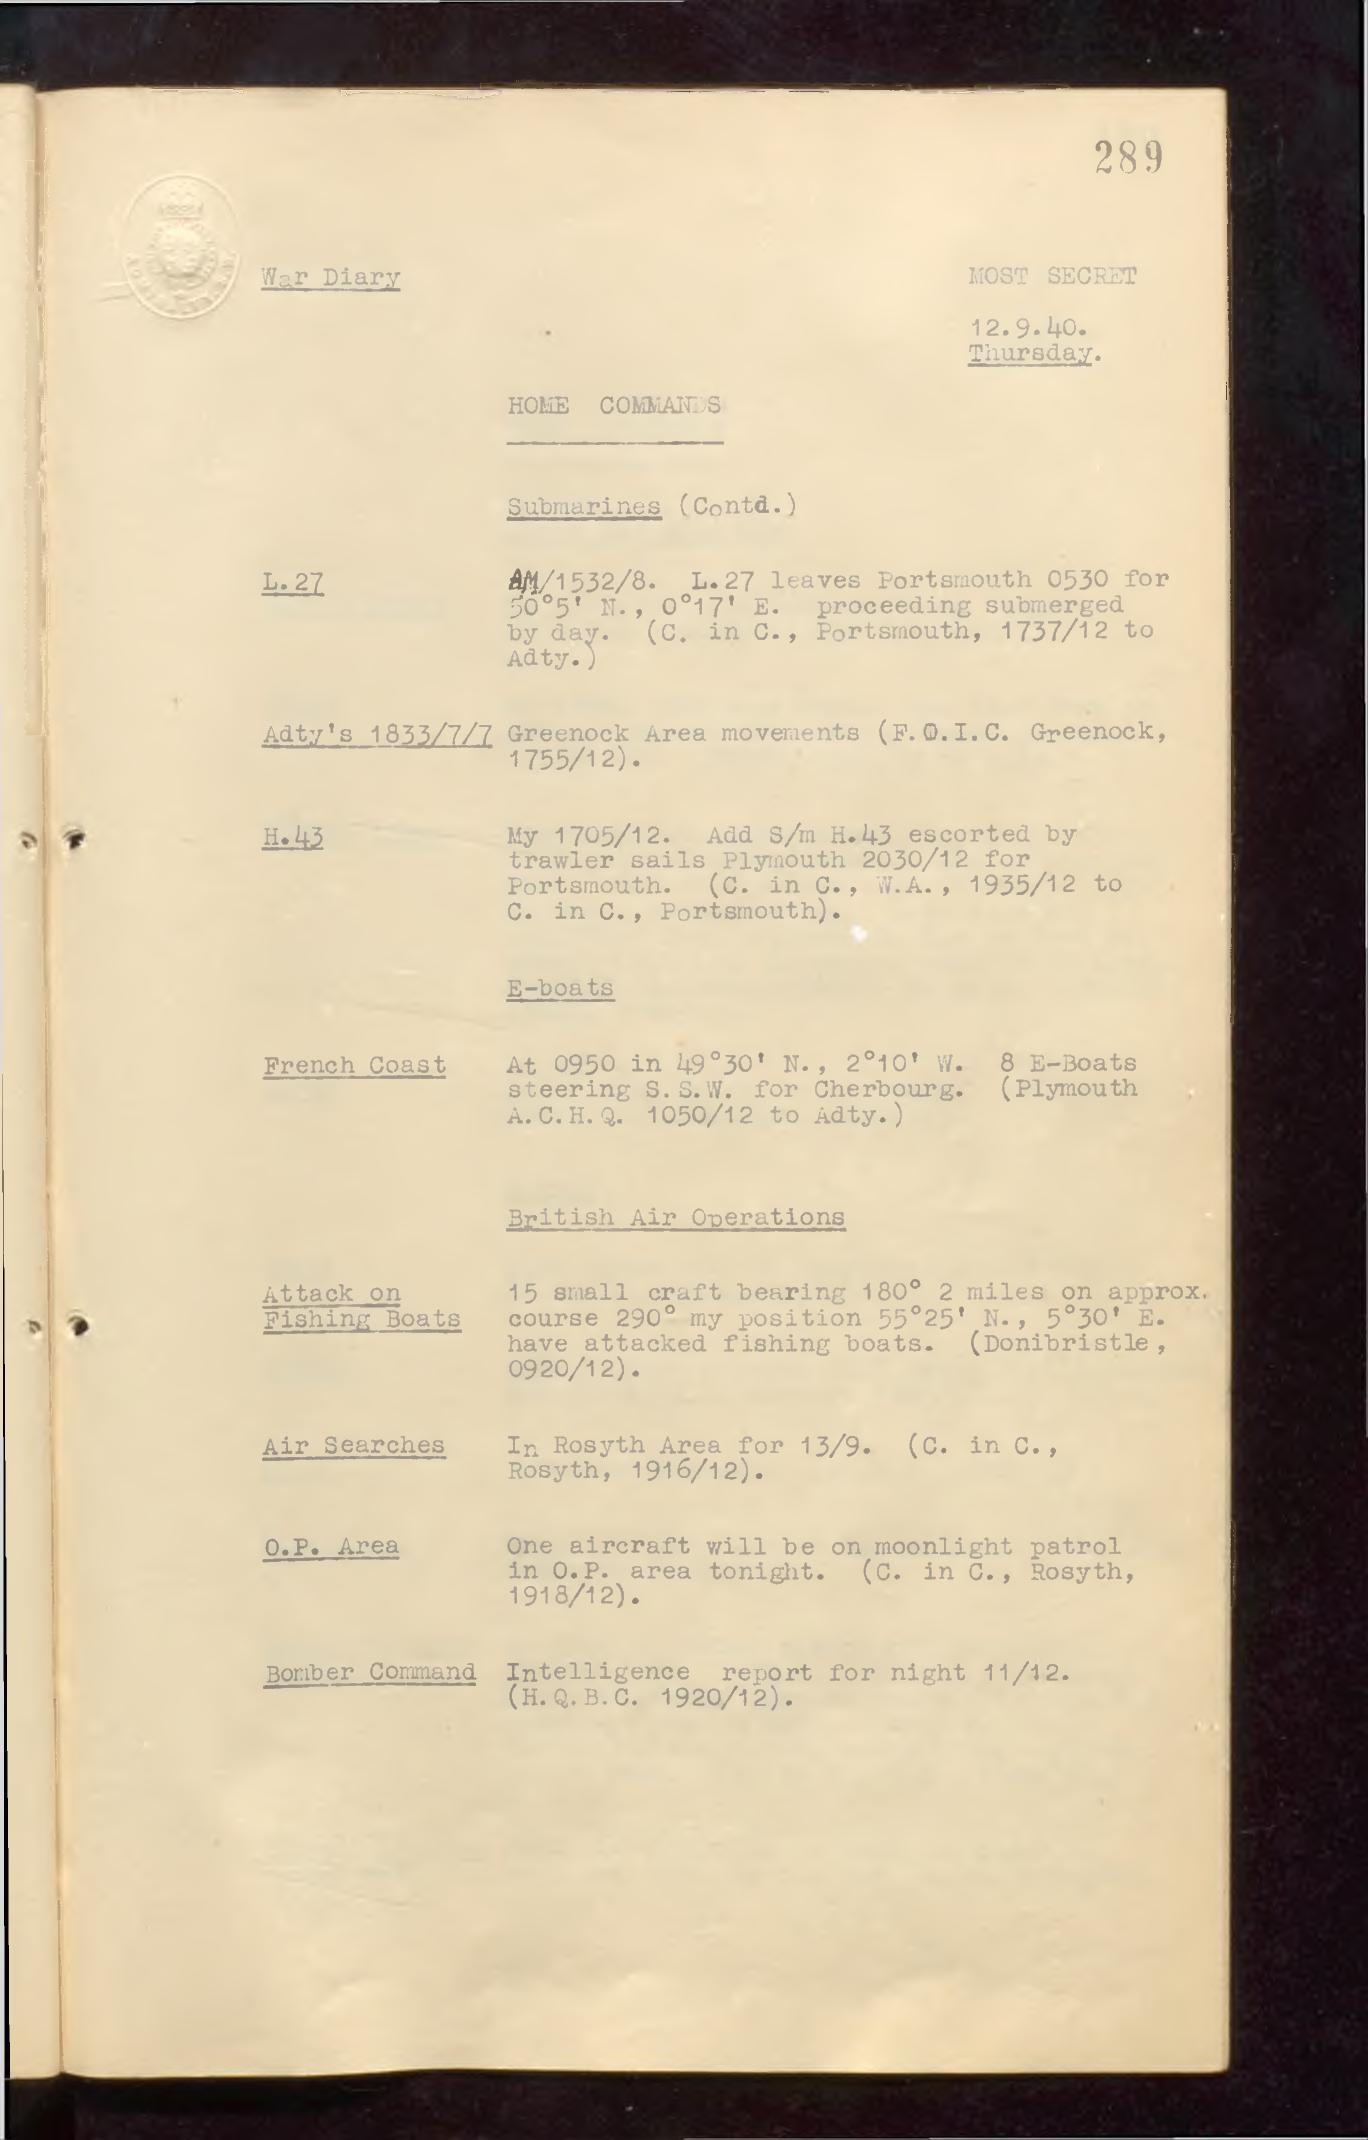 289
War Diary
MOST SECRET
12.9.40.
Thursday.
HOME COMMANDS
Submarines (Contd.)
L.27
AM/1532/8. L.27 leaves Portsmouth 0530 for
50°5' N., 0°17' E. proceeding submerged
by day. (C. in C., Portsmouth, 1737/12 to
Adty.)
Adty's 1833/7/7
Greenock Area movements (F.O.I.C. Greenock,
1755/12).
H.43
My 1705/12. Add S/m H.43 escorted by
trawler sails Plymouth 2030/12 for
Portsmouth. (C. in C., W.A., 1935/12 to
C. in C., Portsmouth).
E-boats
French Coast
At 0950 in 49°30' N., 2°10' W. 8 E-Boats
steering S.S.W. for Cherbourg. (Plymouth
A.C.H.Q. 1050/12 to Adty.)
British Air Operations
Attack on
Fishing Boats
15 small craft bearing 180° 2 miles on approx.
course 290° my position 55°25' N., 5°30' E.
have attacked fishing boats. (Donibristle,
0920/12).
Air Searches
In Rosyth Area for 13/9. (C. in C.,
Rosyth, 1916/12).
O.P. Area
One aircraft will be on moonlight patrol
in O.P. area tonight. (C. in C., Rosyth,
1918/12).
Bomber Command
Intelligence report for night 11/12.
(H.Q.B.C. 1920/12).